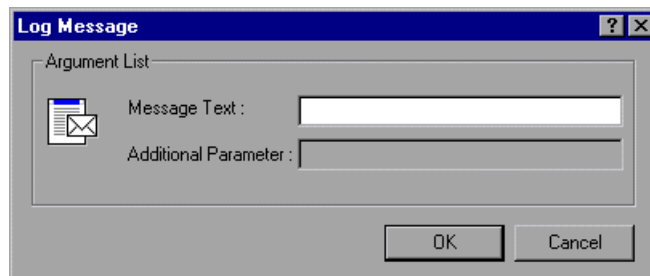 Log Message
Argument List
Message Text :
Additional Parameter :
OK Cancel